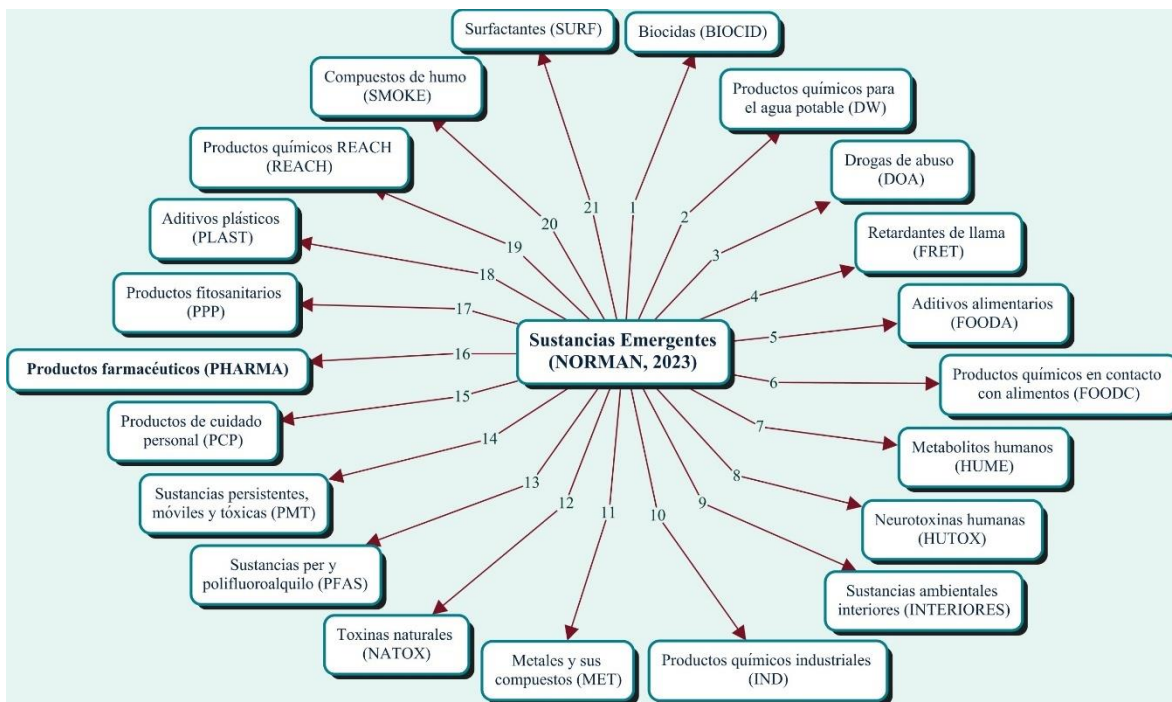 Sustancias Emergentes
(NORMAN, 2023)
1
Biocidas (BIOCID)
2
Productos químicos para
el agua potable (DW)
3
Drogas de abuso
(DOA)
4
Retardantes de llama
(FRET)
5
Aditivos alimentarios
(FOODA)
6
Productos químicos en contacto
con alimentos (FOODC)
7
Metabolitos humanos
(HUME)
8
Neurotoxinas humanas
(HUTOX)
9
Sustancias ambientales
interiores (INTERIORES)
10
Productos químicos industriales
(IND)
11
Metales y sus
compuestos (MET)
12
Toxinas naturales
(NATOX)
13
Sustancias per y
polifluoroalquilo (PFAS)
14
Sustancias persistentes,
móviles y tóxicas (PMT)
15
Productos de cuidado
personal (PCP)
16
Productos farmacéuticos (PHARMA)
17
Productos fitosanitarios
(PPP)
18
Aditivos plásticos
(PLAST)
19
Productos químicos REACH
(REACH)
20
Compuestos de humo
(SMOKE)
21
Surfactantes (SURF)